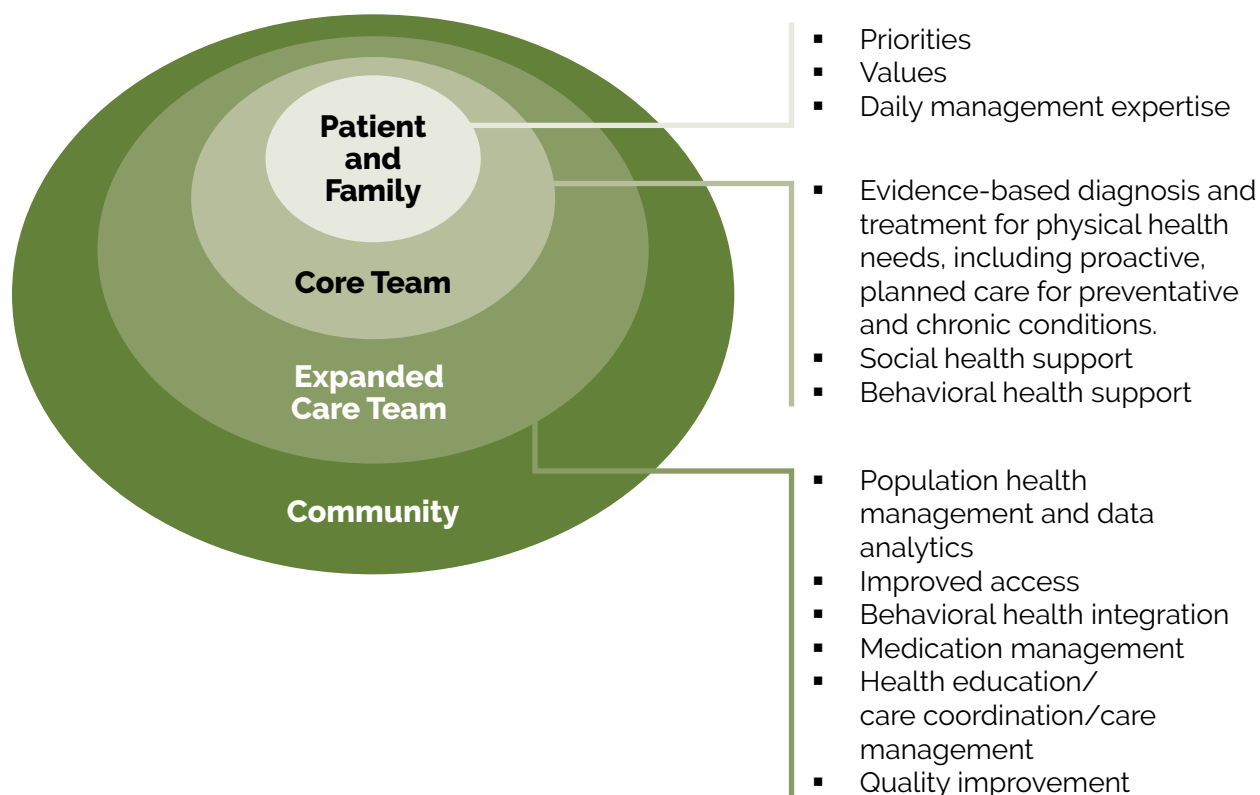 Patient
and
Family
Core Team
Expanded
Care Team
Community
▪ Priorities
▪ Values
▪ Daily management expertise
▪ Evidence-based diagnosis and
treatment for physical health
needs, including proactive,
planned care for preventative
and chronic conditions.
▪ Social health support
▪ Behavioral health support
▪ Population health
management and data
analytics
▪ Improved access
▪ Behavioral health integration
▪ Medication management
▪ Health education/
care coordination/care
management
▪ Quality improvement